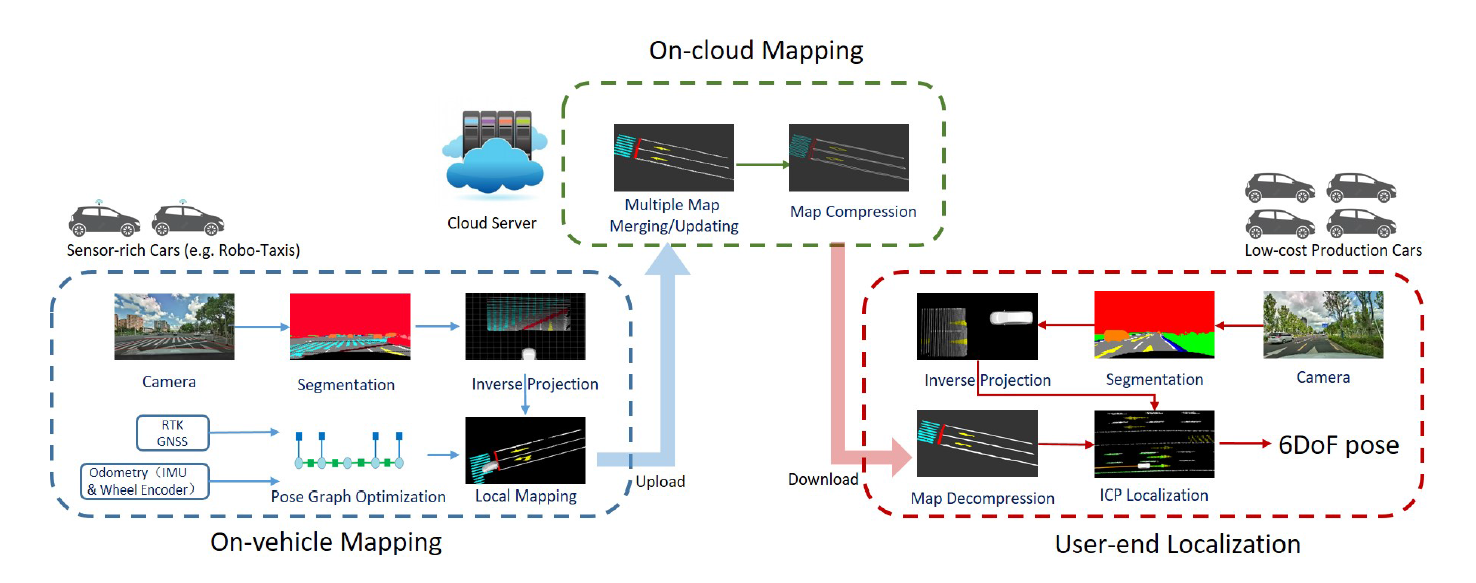 On-cloud Mapping
Cloud Server
Multiple Map
Merging/Updating
Map Compression
Sensor-rich Cars (e.g. Robo-Taxis)
Low-cost Production Cars
Camera
Segmentation
Inverse Projection
RTK
GNSS
Odometry（IMU
& Wheel Encoder）
Pose Graph Optimization
Local Mapping
Upload
On-vehicle Mapping
Download
Inverse Projection
Segmentation
Camera
Map Decompression
ICP Localization
6DoF pose
User-end Localization